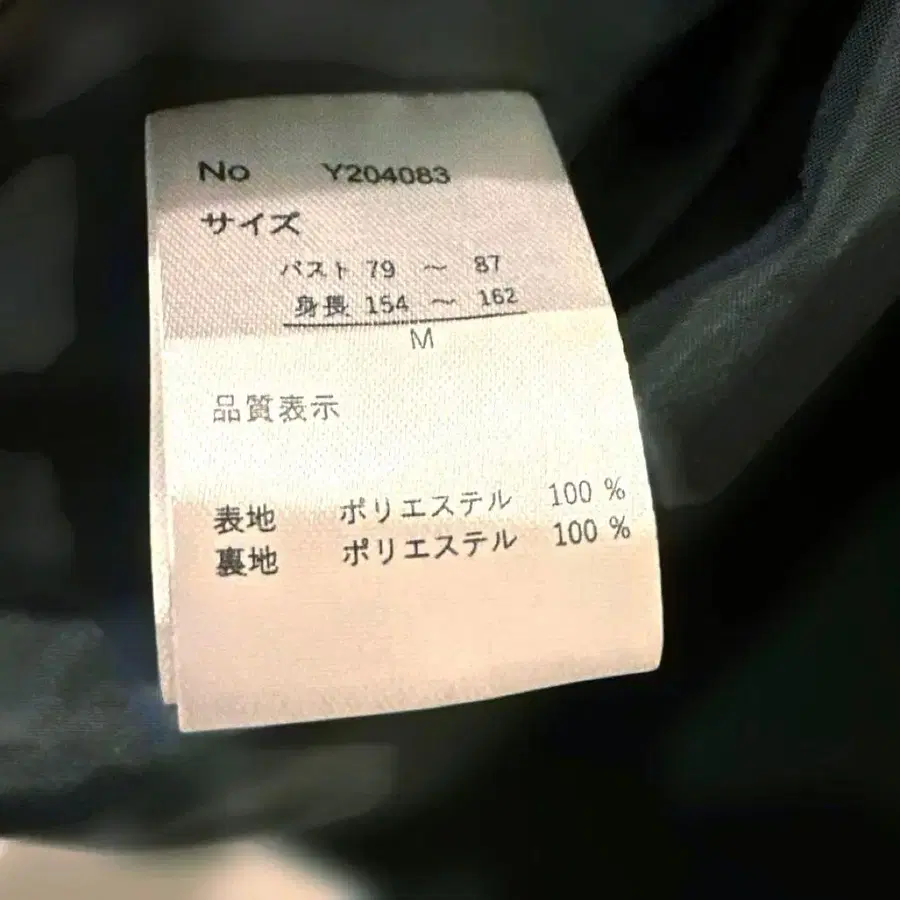 No Y204083
サイズ
バスト 79 ～ 87
身長 154 ～ 162
M
品質表示
表地 ポリエステル 100 %
裏地 ポリエステル 100 %